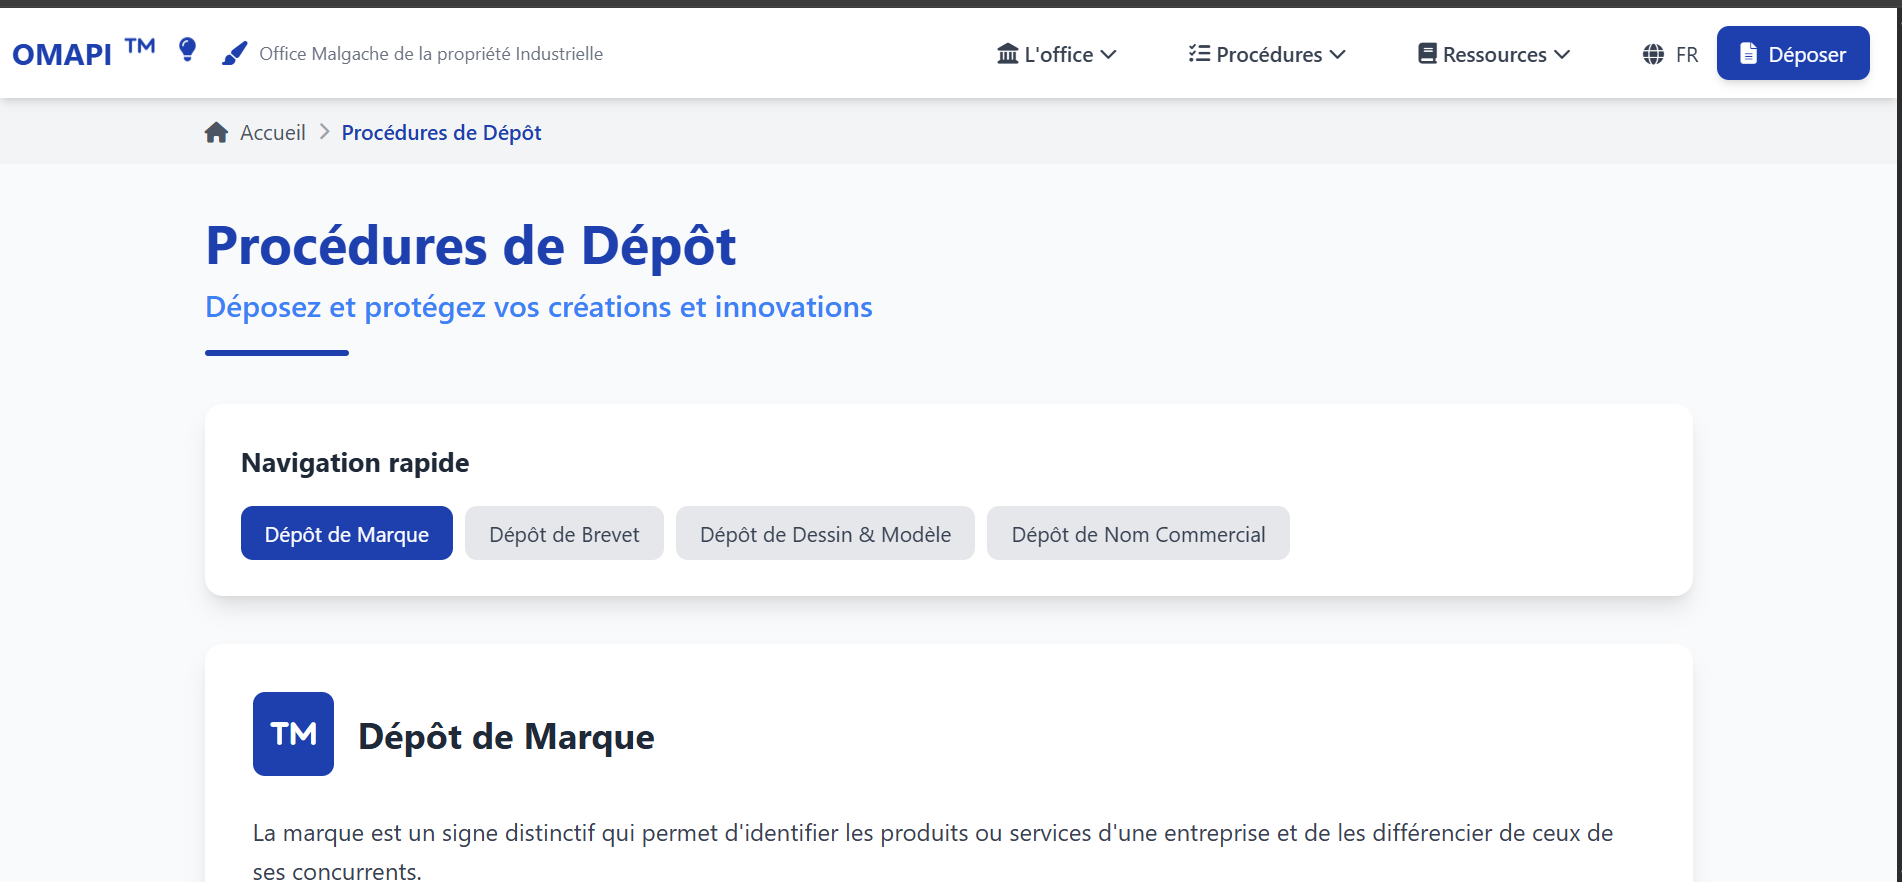 OMAPI TM Office Malgache de la propriété Industrielle L'office Procédures Ressources FR Déposer
Accueil Procédures de Dépôt
Procédures de Dépôt
Déposez et protégez vos créations et innovations
Navigation rapide
Dépôt de Marque Dépôt de Brevet Dépôt de Dessin & Modèle Dépôt de Nom Commercial
TM Dépôt de Marque
La marque est un signe distinctif qui permet d'identifier les produits ou services d'une entreprise et de les différencier de ceux de
ses concurrents.